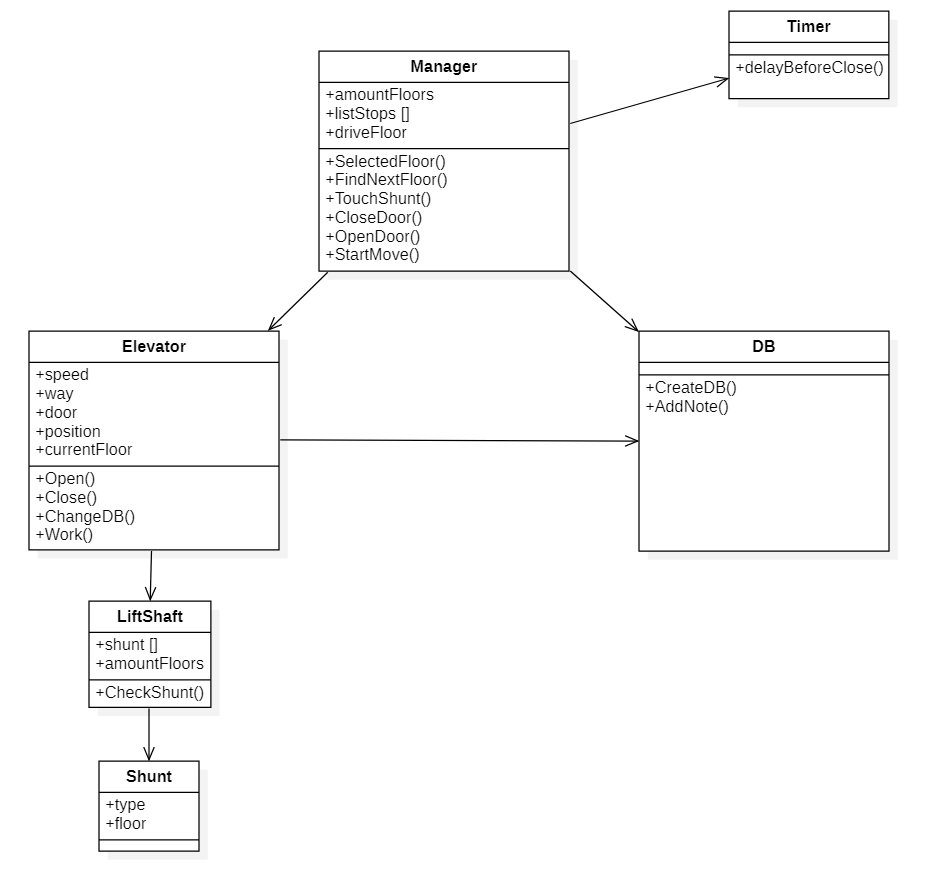 Timer
+delayBeforeClose()
Manager
+amountFloors
+listStops []
+driveFloor
+SelectedFloor()
+FindNextFloor()
+TouchShunt()
+CloseDoor()
+OpenDoor()
+StartMove()
Elevator
+speed
+way
+door
+position
+currentFloor
+Open()
+Close()
+ChangeDB()
+Work()
DB
+CreateDB()
+AddNote()
LiftShaft
+shunt []
+amountFloors
+CheckShunt()
Shunt
+type
+floor